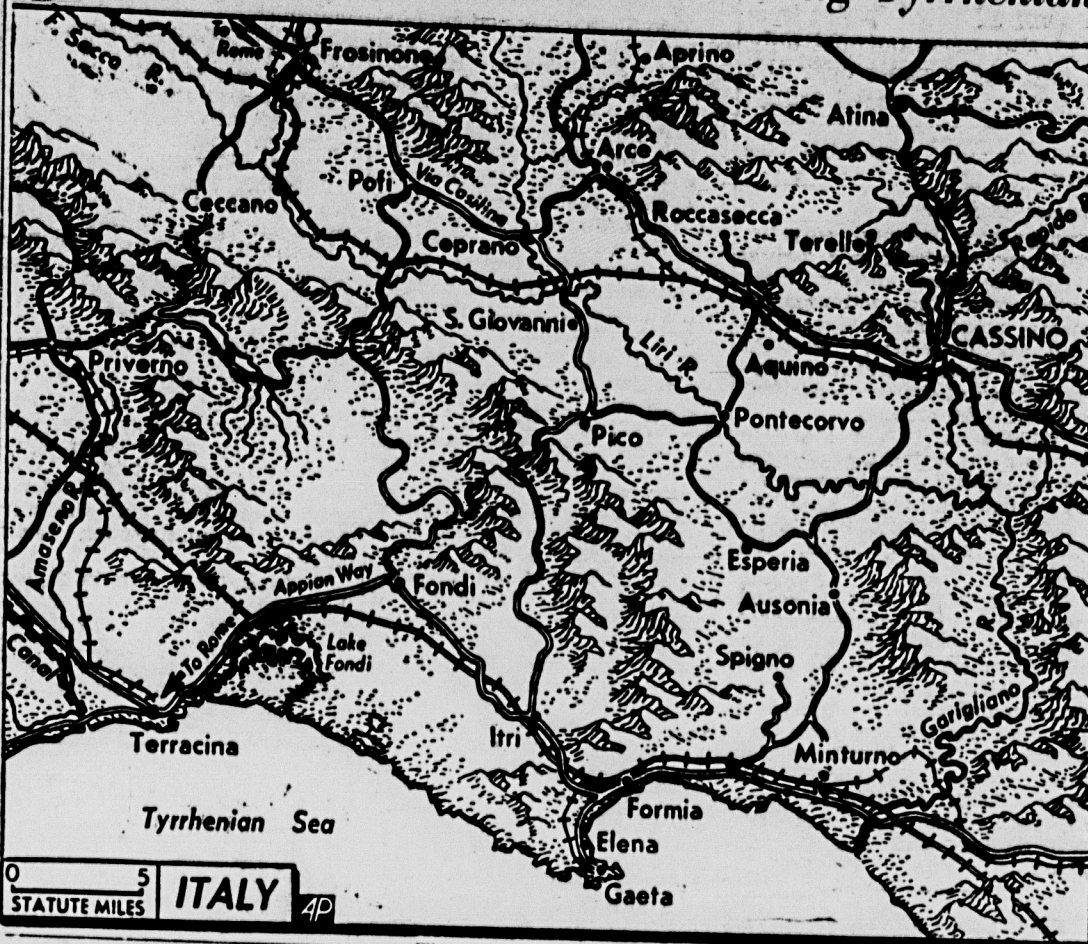 Tyrrhenian
F. Sacco R.
To
Rome
Frosinone
Aprino
Atina
Arce
Pofi
Via Casilina
Ceccano
Roccasecca
Ceprano
Terelle
Rapido
S. Giovanni
Liri R.
CASSINO
Priverno
Aquino
Pico
Pontecorvo
Amaseno R.
Appian Way
Fondi
Esperia
Ausonia
To Rome
Lake
Fondi
Canal
Spigno
R.
Garigliano
Terracina
Itri
Minturno
Formia
Tyrrhenian Sea
Elena
Gaeta
0 5
STATUTE MILES
ITALY
AP